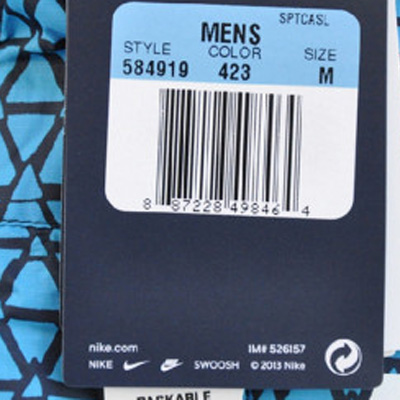 SPTCASL
MENS
STYLE COLOR SIZE
584919 423 M
8 87228 49846 4
nike.com IM# 526157
NIKE SWOOSH © 2013 Nike
PACKABLE